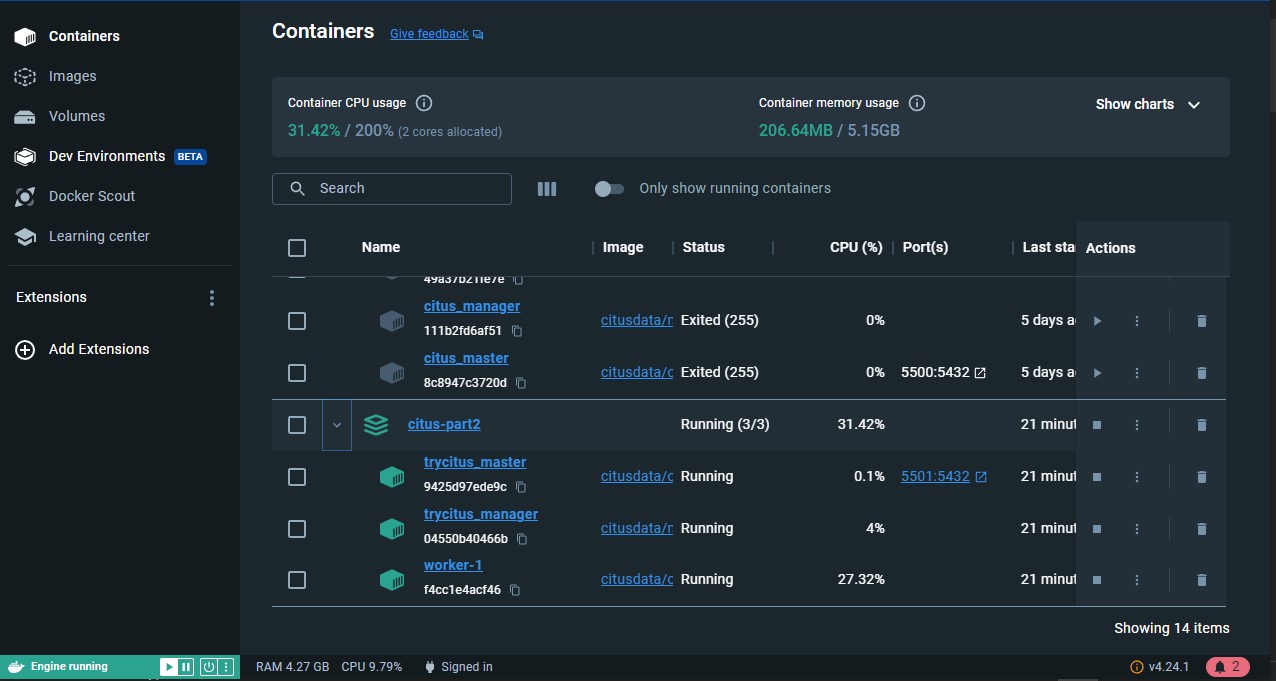 Containers
Images
Volumes
Dev Environments BETA
Docker Scout
Learning center
Extensions
Add Extensions
Containers Give feedback
Container CPU usage
31.42% / 200% (2 cores allocated)
Container memory usage
206.64MB / 5.15GB
Show charts
Search
Only show running containers
Name Image Status CPU (%) Port(s) Last sta Actions
citus_manager
111b2fd6af51
citusdata/ Exited (255) 0% 5 days a
citus_master
8c8947c3720d
citusdata/c Exited (255) 0% 5500:5432 5 days a
citus-part2 Running (3/3) 31.42% 21 minut
trycitus_master
9425d97ede9c
citusdata/c Running 0.1% 5501:5432 21 minut
trycitus_manager
04550b40466b
citusdata/ Running 4% 21 minut
worker-1
f4cc1e4acf46
citusdata/c Running 27.32% 21 minut
Showing 14 items
Engine running RAM 4.27 GB CPU 9.79% Signed in v4.24.1 2